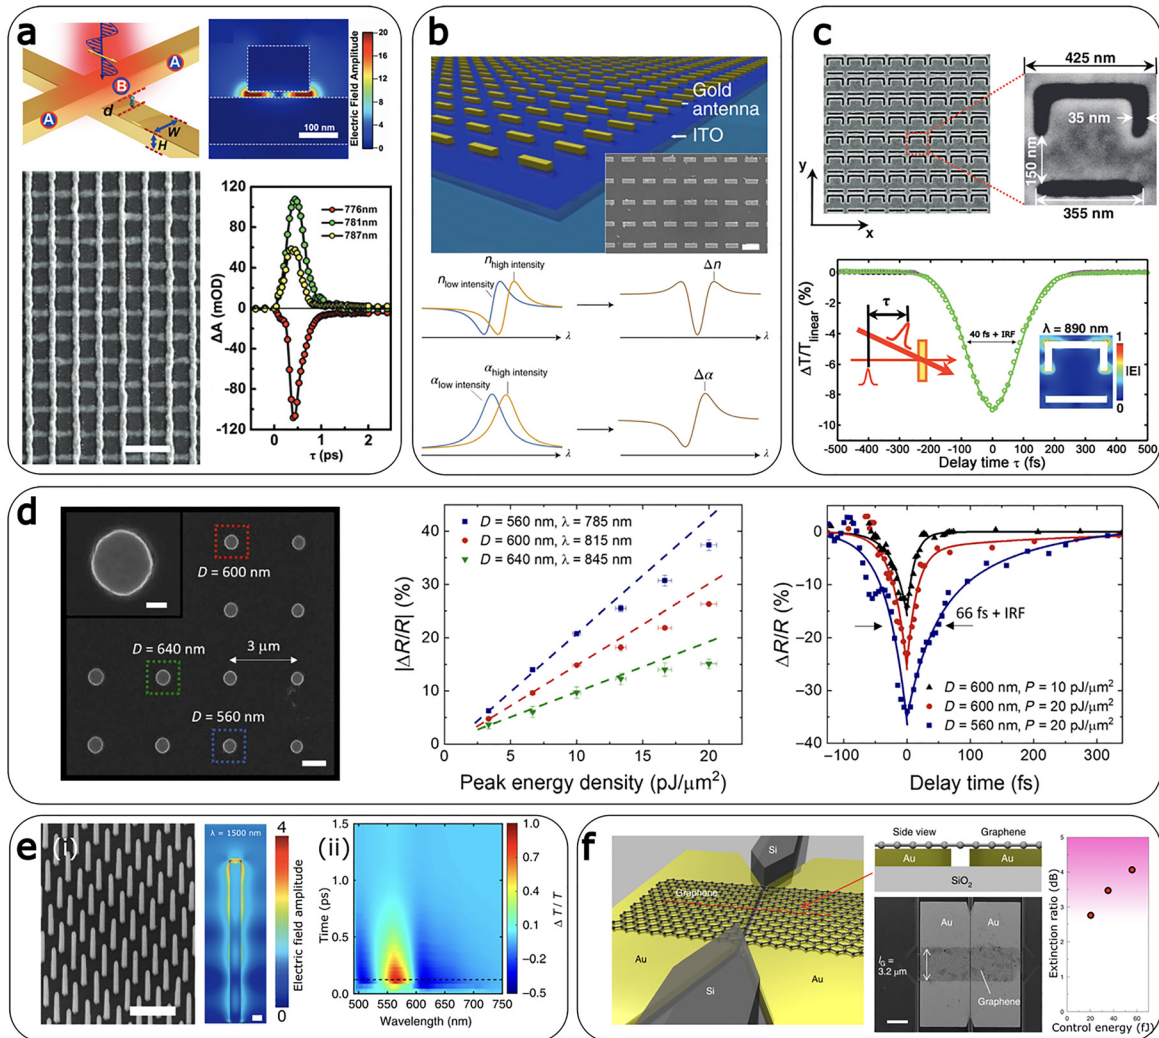 a
A
B
A
A
d
W
H
Electric Field Amplitude
20
16
12
8
4
0
100 nm
ΔA (mOD)
120
80
40
0
-40
-80
-120
776nm
781nm
787nm
0
1
2
τ (ps)
b
Gold
antenna
ITO
n high intensity
n low intensity
Δn
λ
λ
α high intensity
α low intensity
Δα
λ
λ
c
y
x
425 nm
35 nm
150 nm
355 nm
ΔT/T linear (%)
0
-2
-4
-6
-8
-10
τ
40 fs + IRF
λ = 890 nm
1
|E|
0
-500 -400 -300 -200 -100 0 100 200 300 400 500
Delay time τ (fs)
d
D = 600 nm
D = 640 nm
3 μm
D = 560 nm
|ΔR/R| (%)
40
30
20
10
0
D = 560 nm, λ = 785 nm
D = 600 nm, λ = 815 nm
D = 640 nm, λ = 845 nm
0 5 10 15 20
Peak energy density (pJ/μm²)
ΔR/R (%)
0
-10
-20
-30
-40
66 fs + IRF
D = 600 nm, P = 10 pJ/μm²
D = 600 nm, P = 20 pJ/μm²
D = 560 nm, P = 20 pJ/μm²
-100 0 100 200 300
Delay time (fs)
e
(i)
λ = 1500 nm
4
Electric field amplitude
0
(ii)
Time (ps)
1.5
1.2
0.9
0.5
0.2
0.0
500 550 600 650 700 750
Wavelength (nm)
1.0
0.7
0.4
0.1
-0.2
-0.5
Δ T / T
f
Si
Graphene
Si
Au
Au
Side view
Graphene
Au
Au
SiO₂
Au
Au
l G =
3.2 μm
Graphene
Extinction ratio (dB)
5
4
3
2
1
0
0 20 40 60
Control energy (fJ)